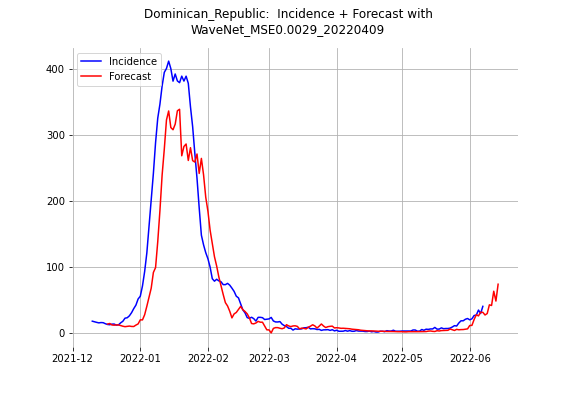 Dominican_Republic:  Incidence + Forecast with
WaveNet_MSE0.0029_20220409
Incidence
Forecast
400
300
200
100
0
2021-12 2022-01 2022-02 2022-03 2022-04 2022-05 2022-06